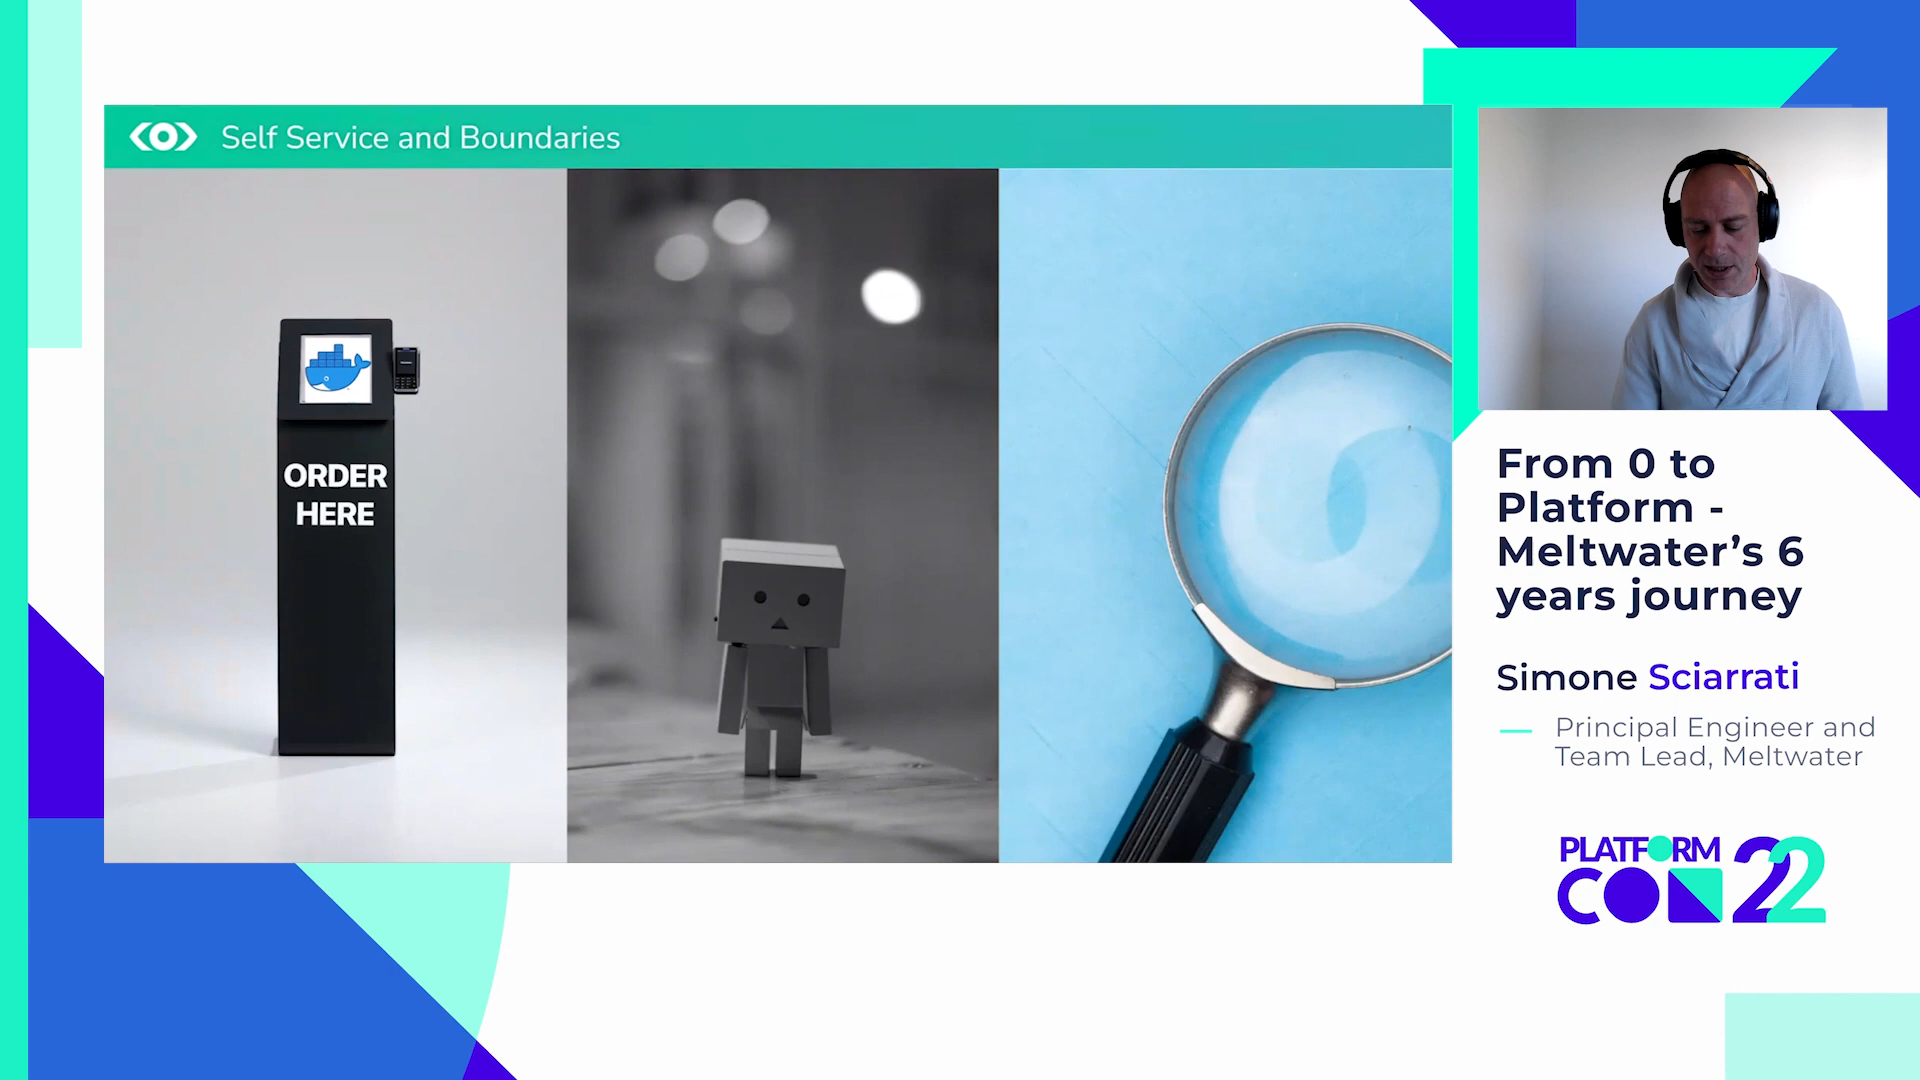 Self Service and Boundaries
ORDER
HERE
From 0 to
Platform -
Meltwater’s 6
years journey
Simone Sciarrati
Principal Engineer and
Team Lead, Meltwater
PLATFORM
CON 22